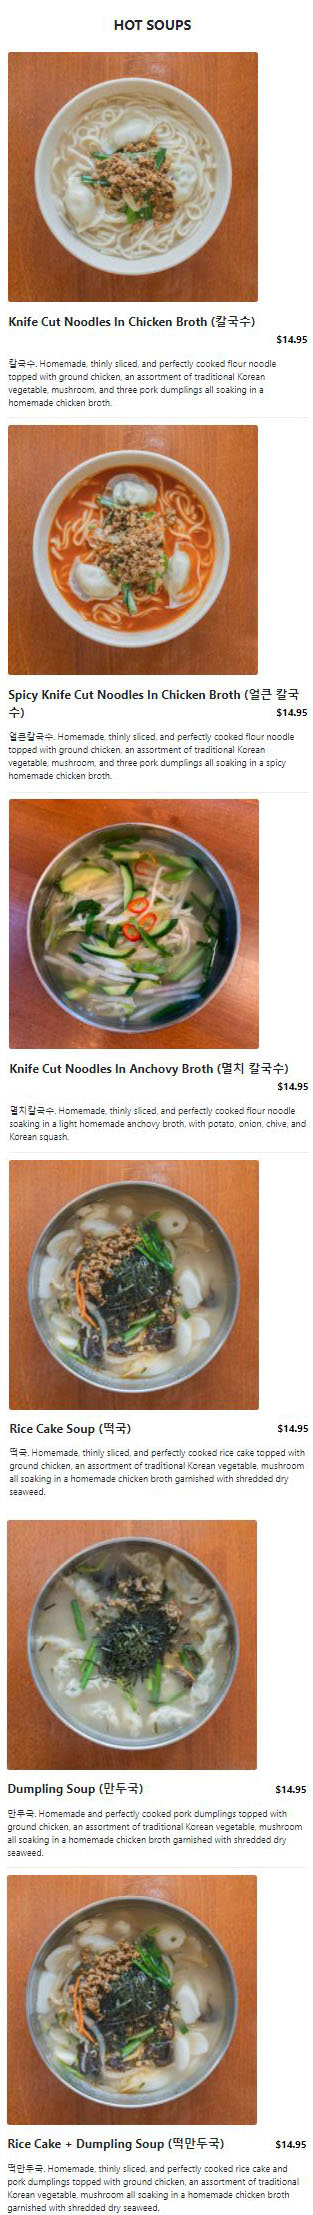 HOT SOUPS
Knife Cut Noodles In Chicken Broth (칼국수)
$14.95
칼국수. Homemade, thinly sliced, and perfectly cooked flour noodle
topped with ground chicken, an assortment of traditional Korean
vegetable, mushroom, and three pork dumplings all soaking in a
homemade chicken broth.
Spicy Knife Cut Noodles In Chicken Broth (얼큰 칼국
수)
$14.95
얼큰칼국수. Homemade, thinly sliced, and perfectly cooked flour noodle
topped with ground chicken, an assortment of traditional Korean
vegetable, mushroom, and three pork dumplings all soaking in a spicy
homemade chicken broth.
Knife Cut Noodles In Anchovy Broth (멸치 칼국수)
$14.95
멸치칼국수. Homemade, thinly sliced, and perfectly cooked flour noodle
soaking in a light homemade anchovy broth, with potato, onion, chive, and
Korean squash.
Rice Cake Soup (떡국)
$14.95
떡국. Homemade, thinly sliced, and perfectly cooked rice cake topped with
ground chicken, an assortment of traditional Korean vegetable, mushroom
all soaking in a homemade chicken broth garnished with shredded dry
seaweed.
Dumpling Soup (만두국)
$14.95
만두국. Homemade and perfectly cooked pork dumplings topped with
ground chicken, an assortment of traditional Korean vegetable, mushroom
all soaking in a homemade chicken broth garnished with shredded dry
seaweed.
Rice Cake + Dumpling Soup (떡만두국)
$14.95
떡만두국. Homemade, thinly sliced, and perfectly cooked rice cake and
pork dumplings topped with ground chicken, an assortment of traditional
Korean vegetable, mushroom all soaking in a homemade chicken broth
garnished with shredded dry seaweed.